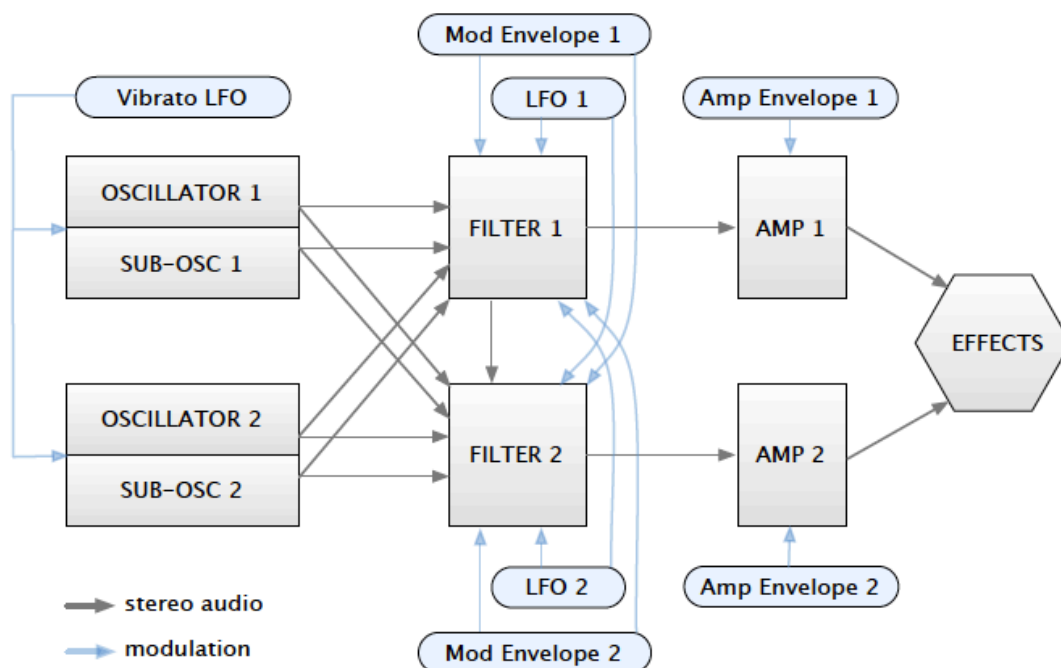 Mod Envelope 1
Vibrato LFO
LFO 1
Amp Envelope 1
OSCILLATOR 1
SUB-OSC 1
FILTER 1
AMP 1
EFFECTS
OSCILLATOR 2
SUB-OSC 2
FILTER 2
AMP 2
LFO 2
Amp Envelope 2
stereo audio
modulation
Mod Envelope 2